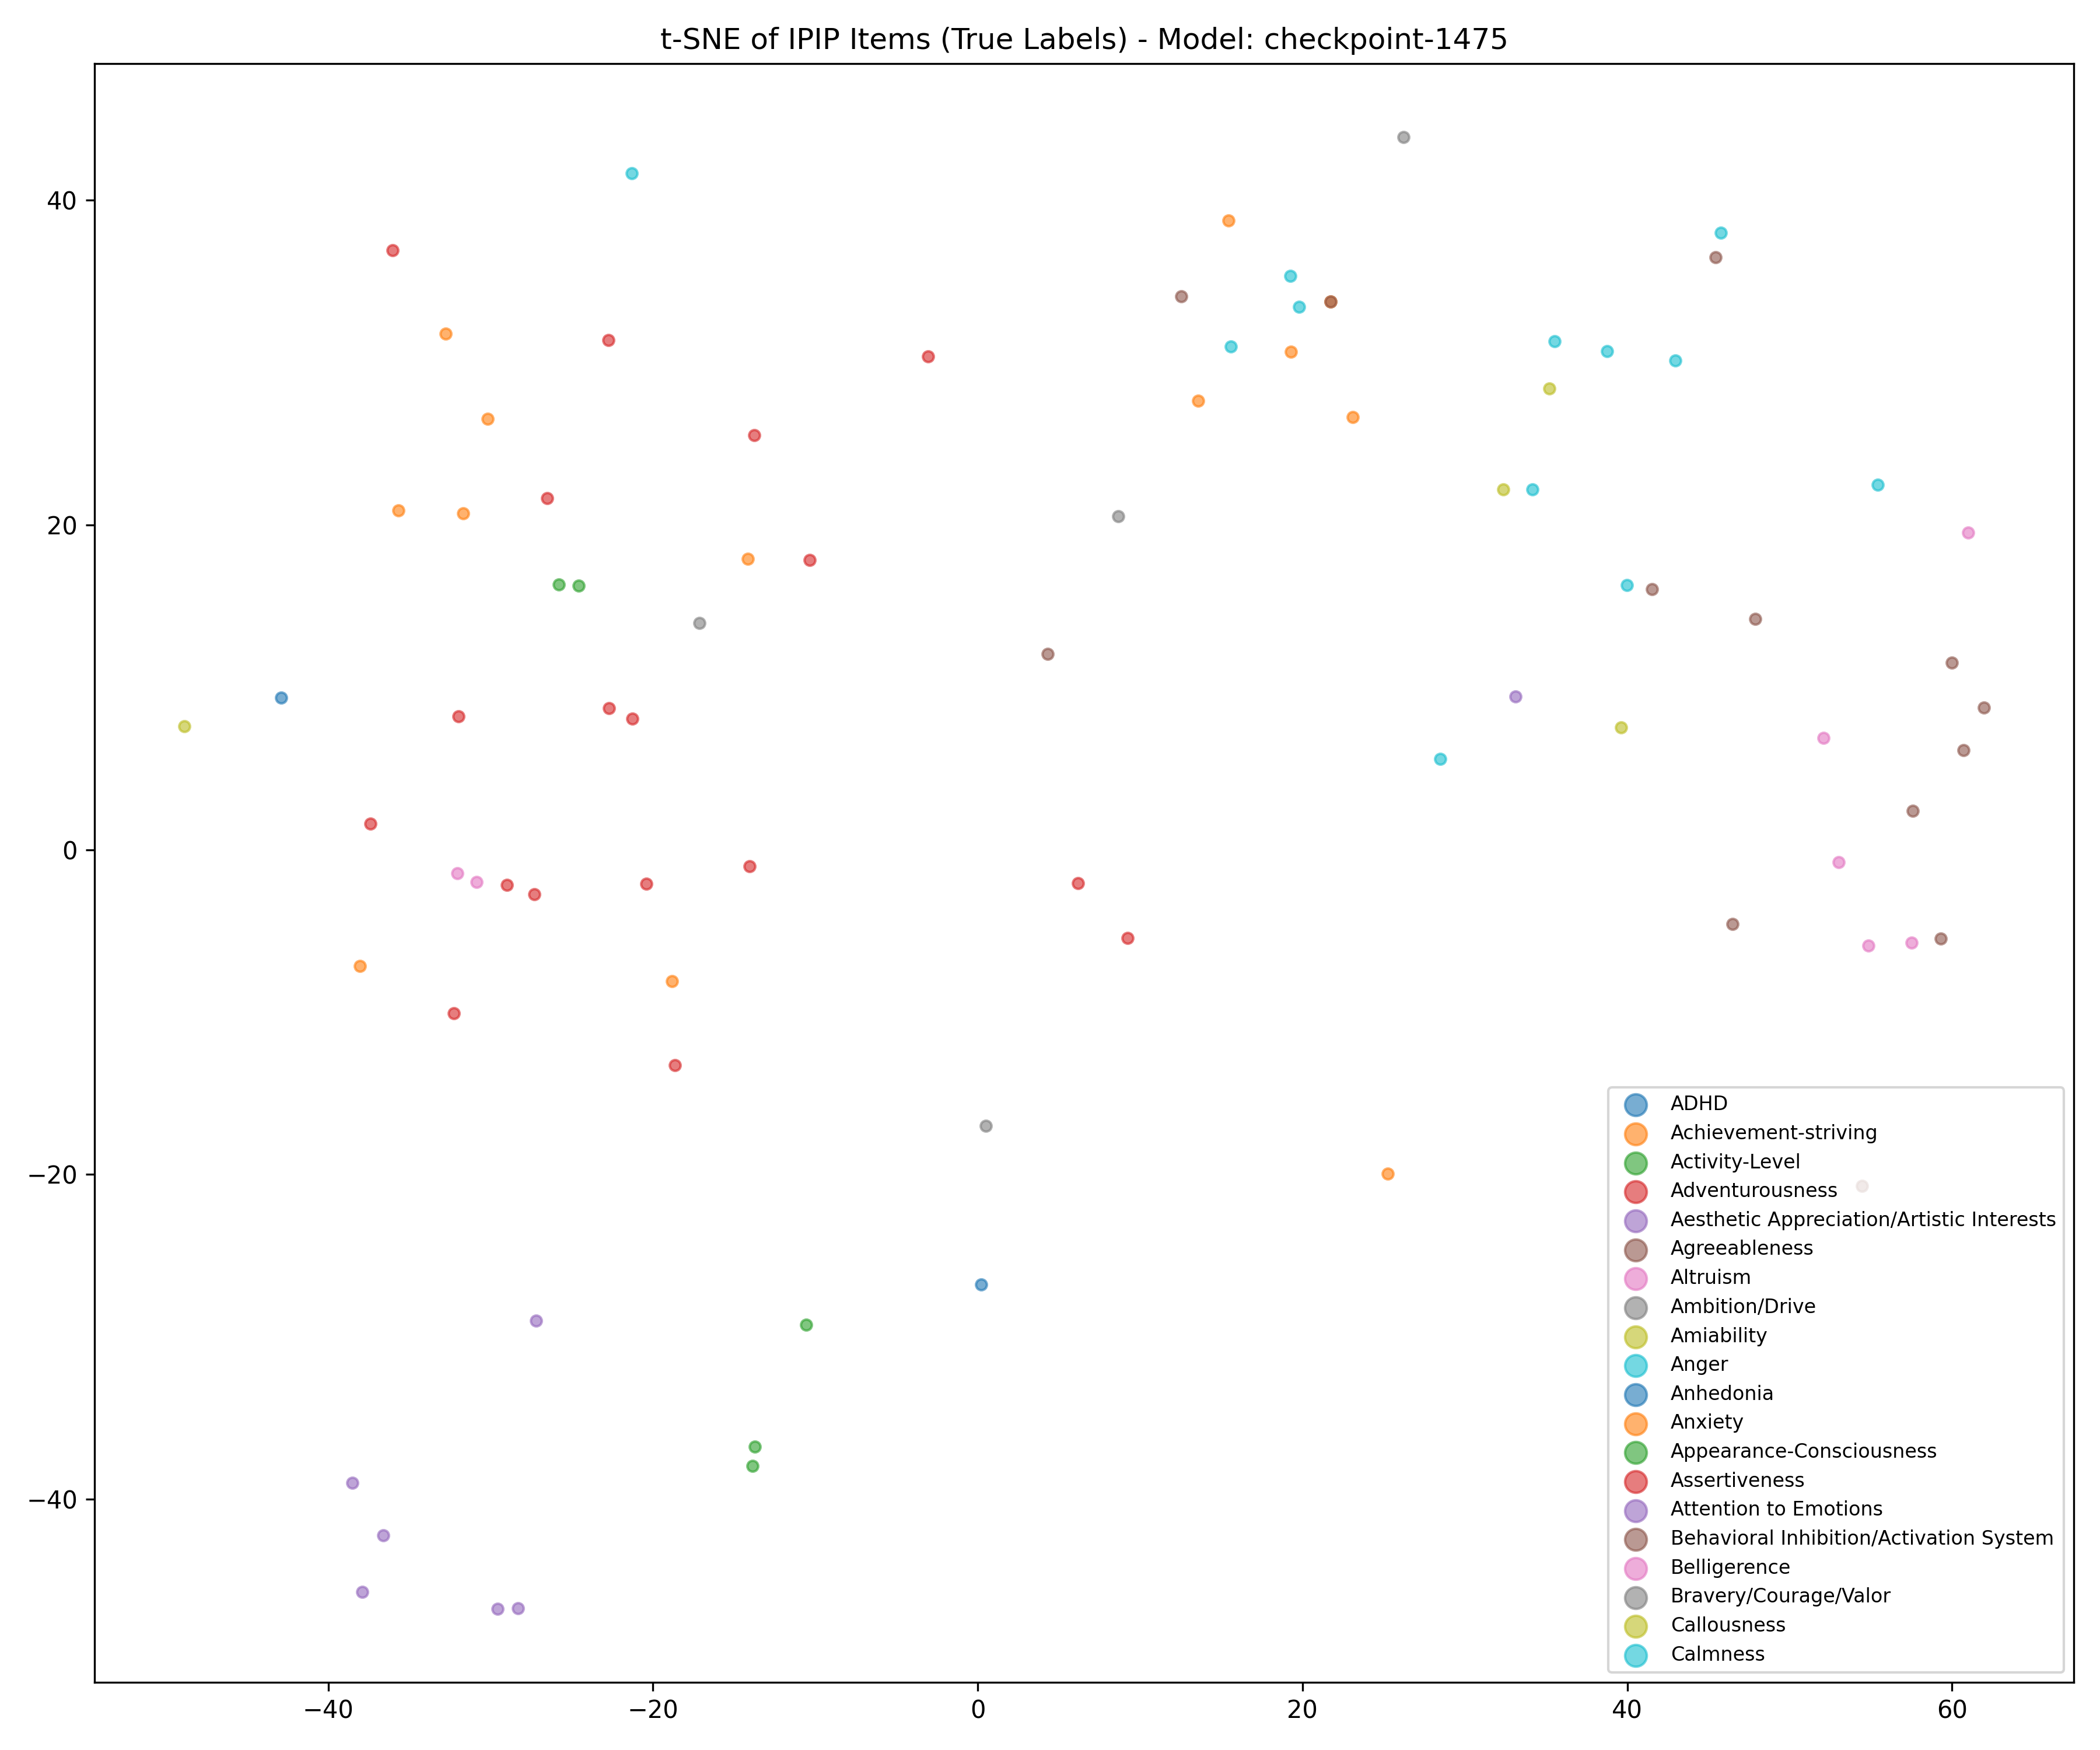 t-SNE of IPIP Items (True Labels) - Model: checkpoint-1475
40
20
0
−20
−40
−40
−20
0
20
40
60
ADHD
Achievement-striving
Activity-Level
Adventurousness
Aesthetic Appreciation/Artistic Interests
Agreeableness
Altruism
Ambition/Drive
Amiability
Anger
Anhedonia
Anxiety
Appearance-Consciousness
Assertiveness
Attention to Emotions
Behavioral Inhibition/Activation System
Belligerence
Bravery/Courage/Valor
Callousness
Calmness